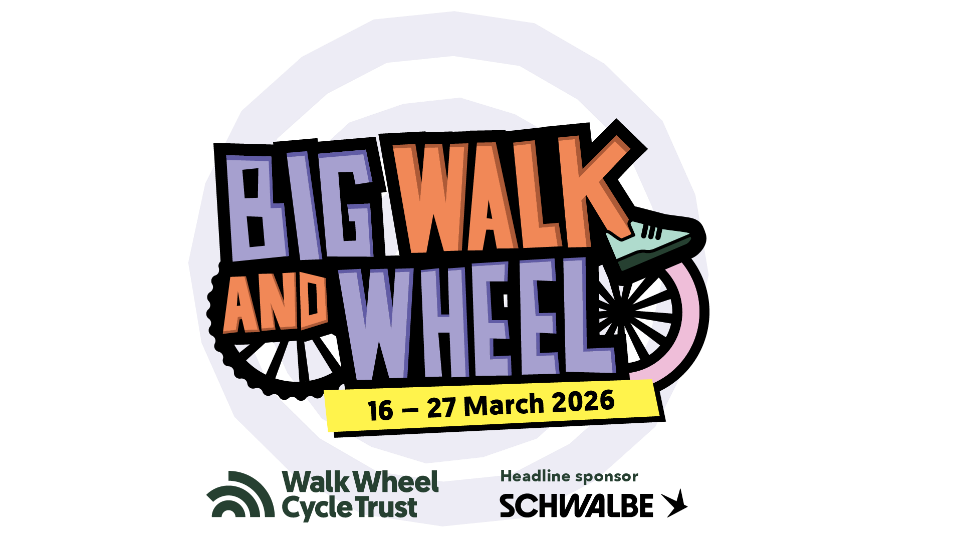 BIG WALK
AND WHEEL
16 – 27 March 2026
Walk Wheel
Cycle Trust
Headline sponsor
SCHWALBE